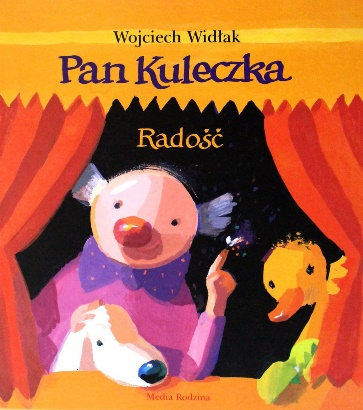 Wojciech Widłak
Pan Kuleczka
Radość
Media Rodzina